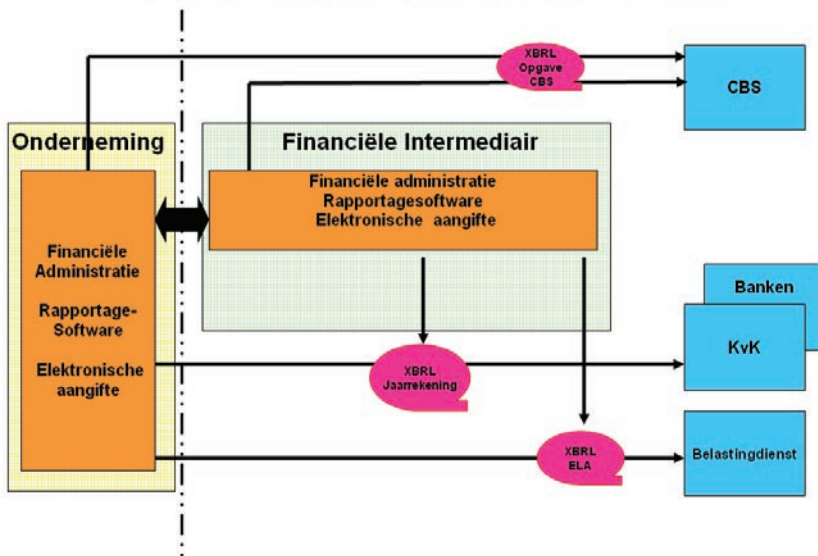 XBRL
Opgave
CBS
CBS
Onderneming
Financiële Intermediair
Financiële administratie
Rapportagesoftware
Elektronische aangifte
Financiële
Administratie
Rapportage-
Software
Elektronische
aangifte
Banken
KvK
XBRL
Jaarrekening
XBRL
ELA
Belastingdienst